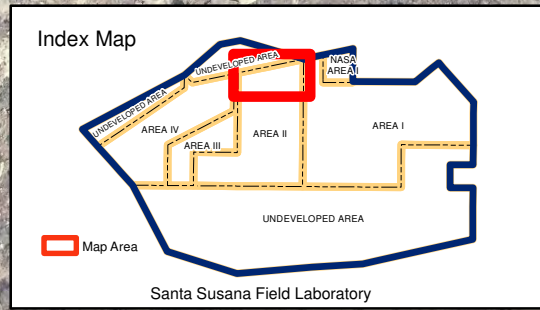 Index Map
UNDEVELOPED AREA
NASA
AREA I
UNDEVELOPED AREA
AREA IV
AREA II
AREA I
AREA III
UNDEVELOPED AREA
Map Area
Santa Susana Field Laboratory